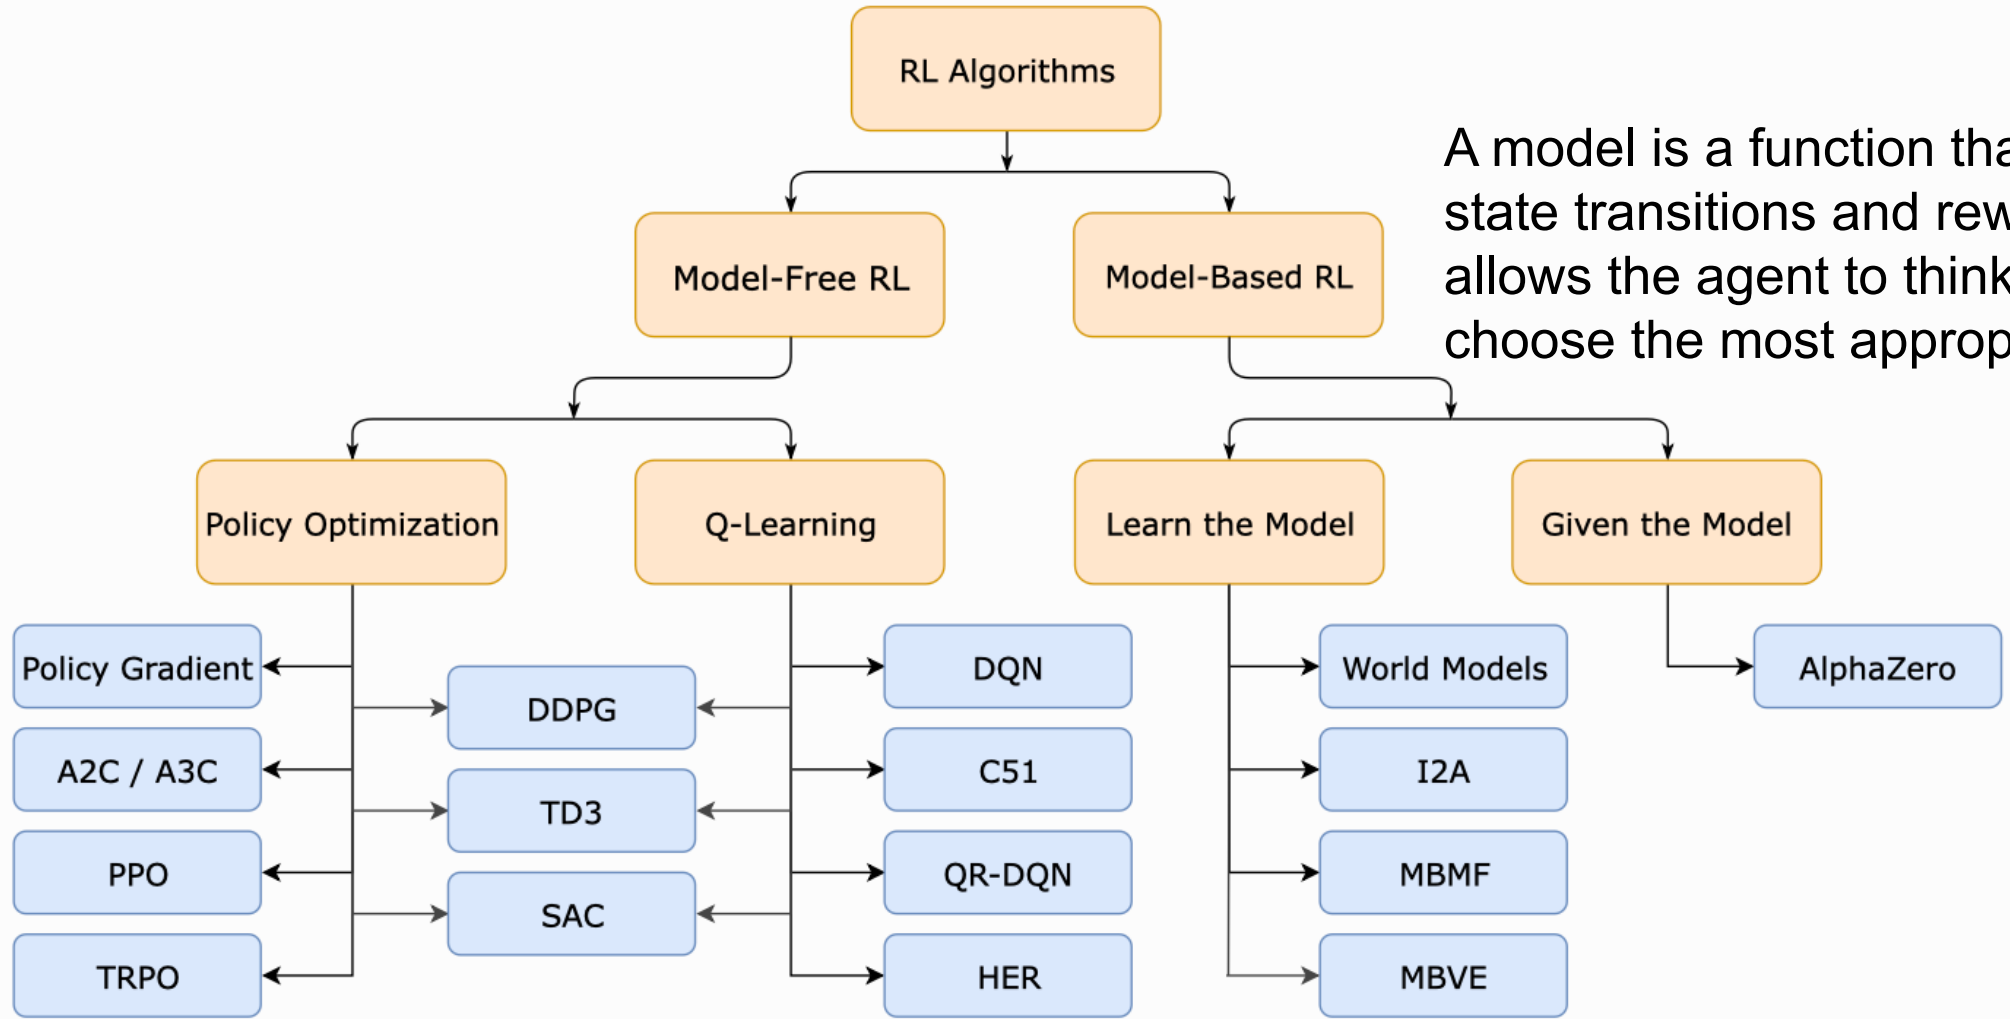 RL Algorithms
A model is a function
state transitions and
allows the agent to think
choose the most
Model-Free RL
Model-Based RL
Policy Optimization
Q-Learning
Learn the Model
Given the Model
Policy Gradient
DDPG
DQN
World Models
AlphaZero
A2C / A3C
TD3
C51
I2A
PPO
SAC
QR-DQN
MBMF
TRPO
HER
MBVE